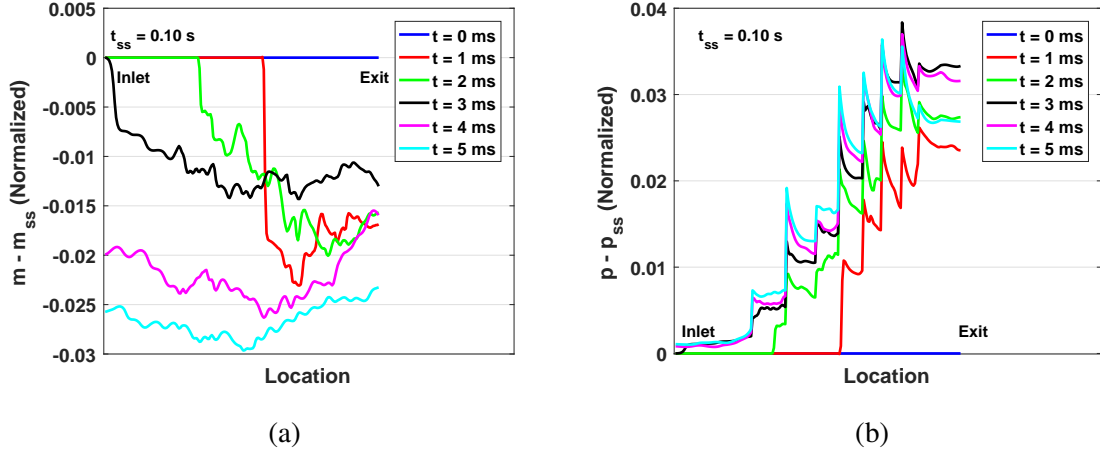 t_ss = 0.10 s
Inlet
Exit
t = 0 ms
t = 1 ms
t = 2 ms
t = 3 ms
t = 4 ms
t = 5 ms
0.005
0
-0.005
-0.01
-0.015
-0.02
-0.025
-0.03
m - m_ss (Normalized)
Location
(a)
t_ss = 0.10 s
Inlet
Exit
t = 0 ms
t = 1 ms
t = 2 ms
t = 3 ms
t = 4 ms
t = 5 ms
0.04
0.03
0.02
0.01
0
p - p_ss (Normalized)
Location
(b)